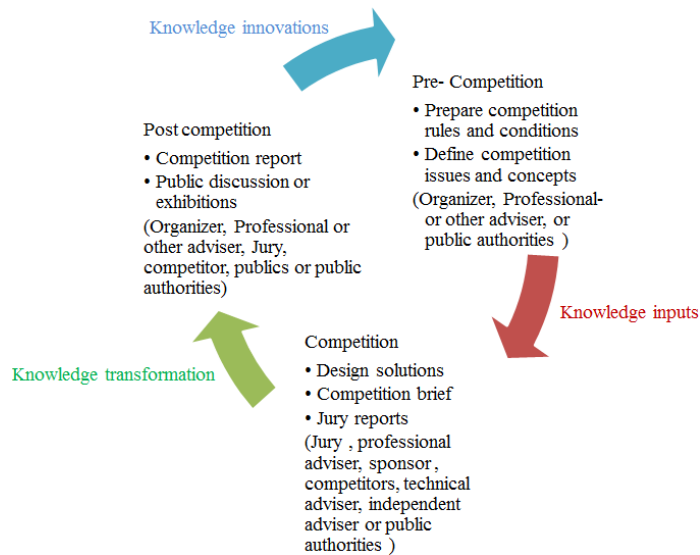 Knowledge innovations
Pre- Competition
• Prepare competition
rules and conditions
• Define competition
issues and concepts
(Organizer, Professional-
or other adviser, or
public authorities )
Knowledge inputs
Competition
• Design solutions
• Competition brief
• Jury reports
(Jury , professional
adviser, sponsor ,
competitors, technical
adviser, independent
adviser or public
authorities )
Knowledge transformation
Post competition
• Competition report
• Public discussion or
exhibitions
(Organizer, Professional or
other adviser, Jury,
competitor, publics or public
authorities)